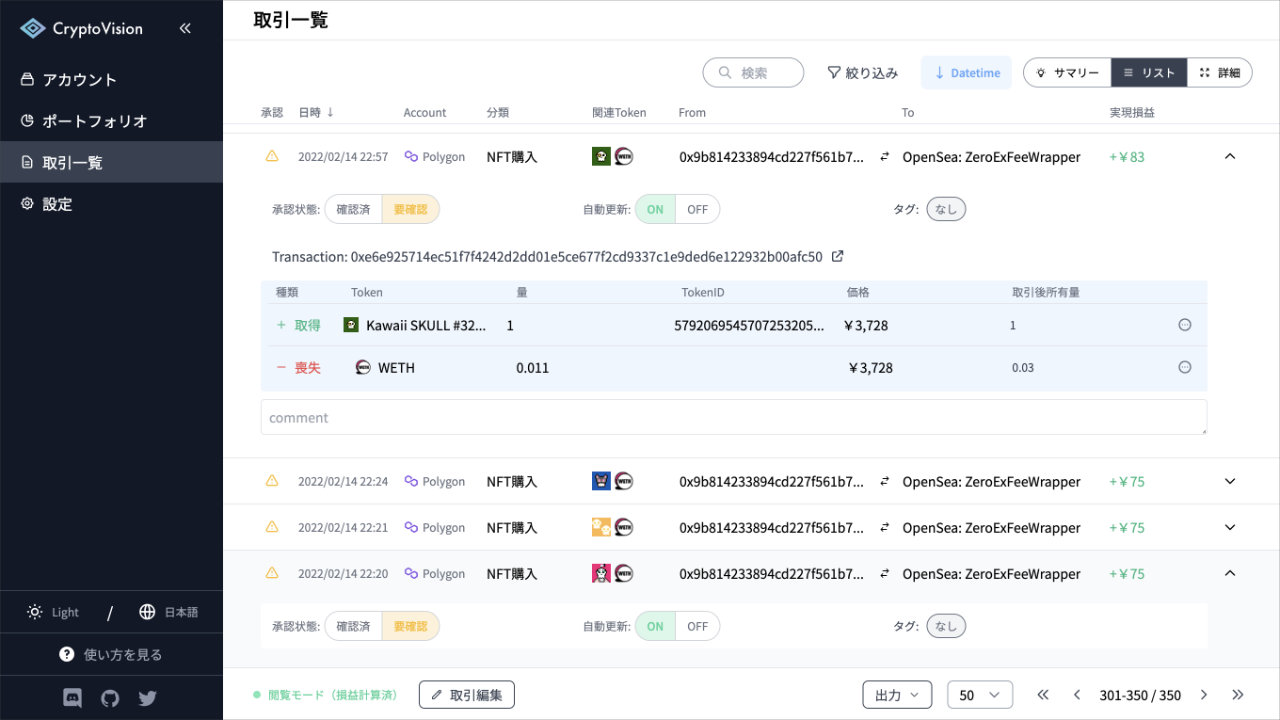 CryptoVision
アカウント
ポートフォリオ
取引一覧
設定
Light / 日本語
使い方を見る
取引一覧
検索 絞り込み ↓ Datetime サマリー リスト 詳細
承認 日時 ↓ Account 分類 関連Token From To 実現損益
2022/02/14 22:57 Polygon NFT購入 WETH 0x9b814233894cd227f561b7... OpenSea: ZeroExFeeWrapper +￥83
承認状態: 確認済 要確認 自動更新: ON OFF タグ: なし
Transaction: 0xe6e925714ec51f7f4242d2dd01e5ce677f2cd9337c1e9ded6e122932b00afc50
種類 Token 量 TokenID 価格 取引後所有量
+ 取得 Kawaii SKULL #32... 1 5792069545707253205... ￥3,728 1
− 喪失 WETH WETH 0.011 ￥3,728 0.03
comment
2022/02/14 22:24 Polygon NFT購入 WETH 0x9b814233894cd227f561b7... OpenSea: ZeroExFeeWrapper +￥75
2022/02/14 22:21 Polygon NFT購入 WETH 0x9b814233894cd227f561b7... OpenSea: ZeroExFeeWrapper +￥75
2022/02/14 22:20 Polygon NFT購入 WETH 0x9b814233894cd227f561b7... OpenSea: ZeroExFeeWrapper +￥75
承認状態: 確認済 要確認 自動更新: ON OFF タグ: なし
閲覧モード（損益計算済） 取引編集 出力 50 301-350 / 350